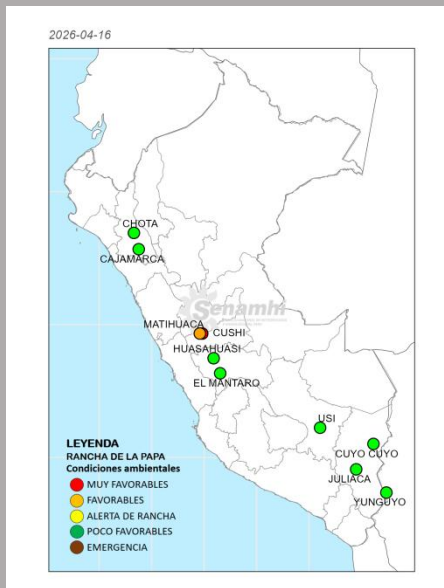 2026-04-16
CHOTA
CAJAMARCA
Senamhi
MATIHUACA
CUSHI
HUASAHUASI
EL MANTARO
USI
CUYO CUYO
JULIACA
YUNGUYO
LEYENDA
RANCHA DE LA PAPA
Condiciones ambientales
MUY FAVORABLES
FAVORABLES
ALERTA DE RANCHA
POCO FAVORABLES
EMERGENCIA